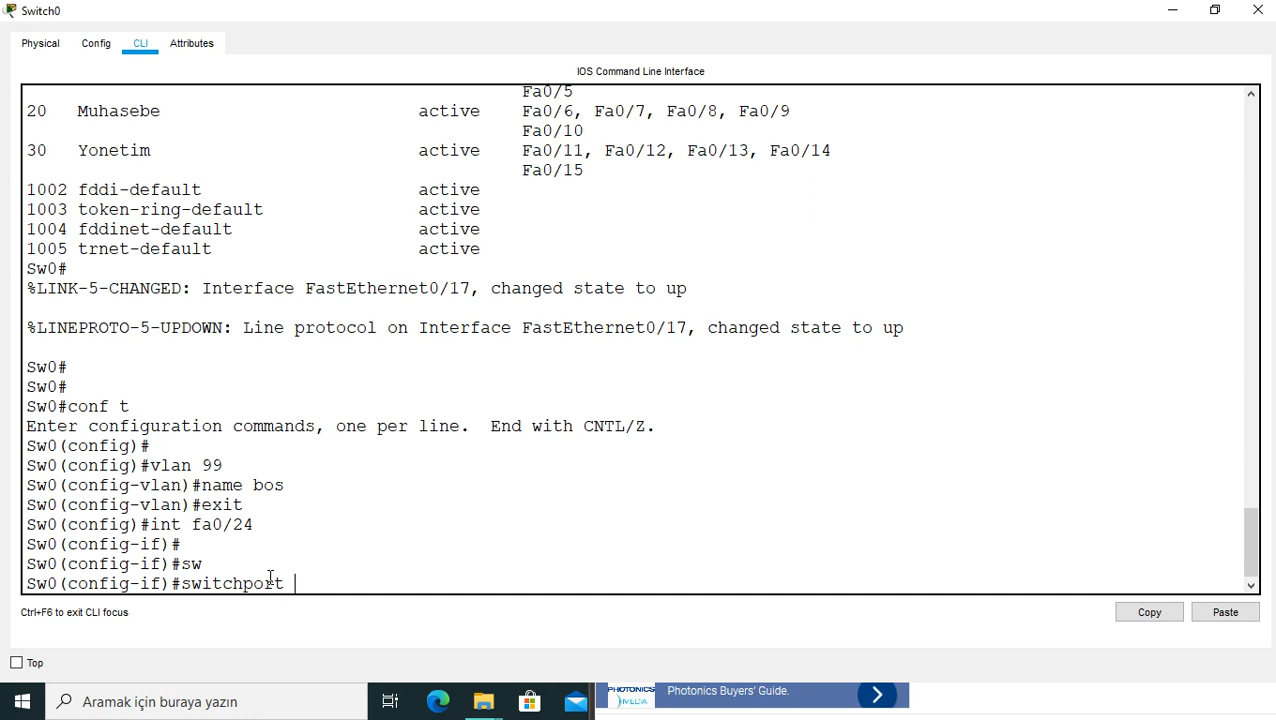 Switch0
Physical Config CLI Attributes
IOS Command Line Interface
Fa0/5
20 Muhasebe active Fa0/6, Fa0/7, Fa0/8, Fa0/9
Fa0/10
30 Yonetim active Fa0/11, Fa0/12, Fa0/13, Fa0/14
Fa0/15
1002 fddi-default active
1003 token-ring-default active
1004 fddinet-default active
1005 trnet-default active
Sw0#
%LINK-5-CHANGED: Interface FastEthernet0/17, changed state to up
%LINEPROTO-5-UPDOWN: Line protocol on Interface FastEthernet0/17, changed state to up
Sw0#
Sw0#
Sw0#conf t
Enter configuration commands, one per line. End with CNTL/Z.
Sw0(config)#
Sw0(config)#vlan 99
Sw0(config-vlan)#name bos
Sw0(config-vlan)#exit
Sw0(config)#int fa0/24
Sw0(config-if)#
Sw0(config-if)#sw
Sw0(config-if)#switchport
Ctrl+F6 to exit CLI focus
Copy Paste
Top
Aramak için buraya yazın
PHOTONICS MEDIA Photonics Buyers' Guide.